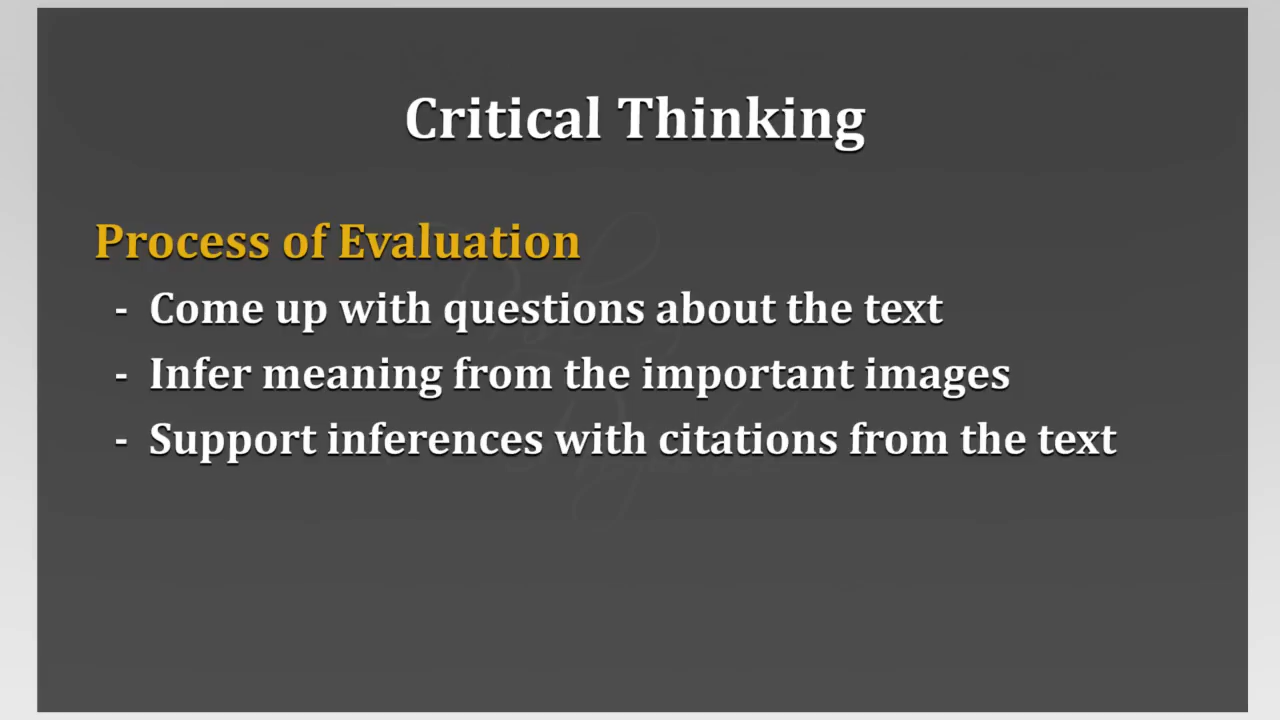 Critical Thinking
Process of Evaluation
- Come up with questions about the text
- Infer meaning from the important images
- Support inferences with citations from the text